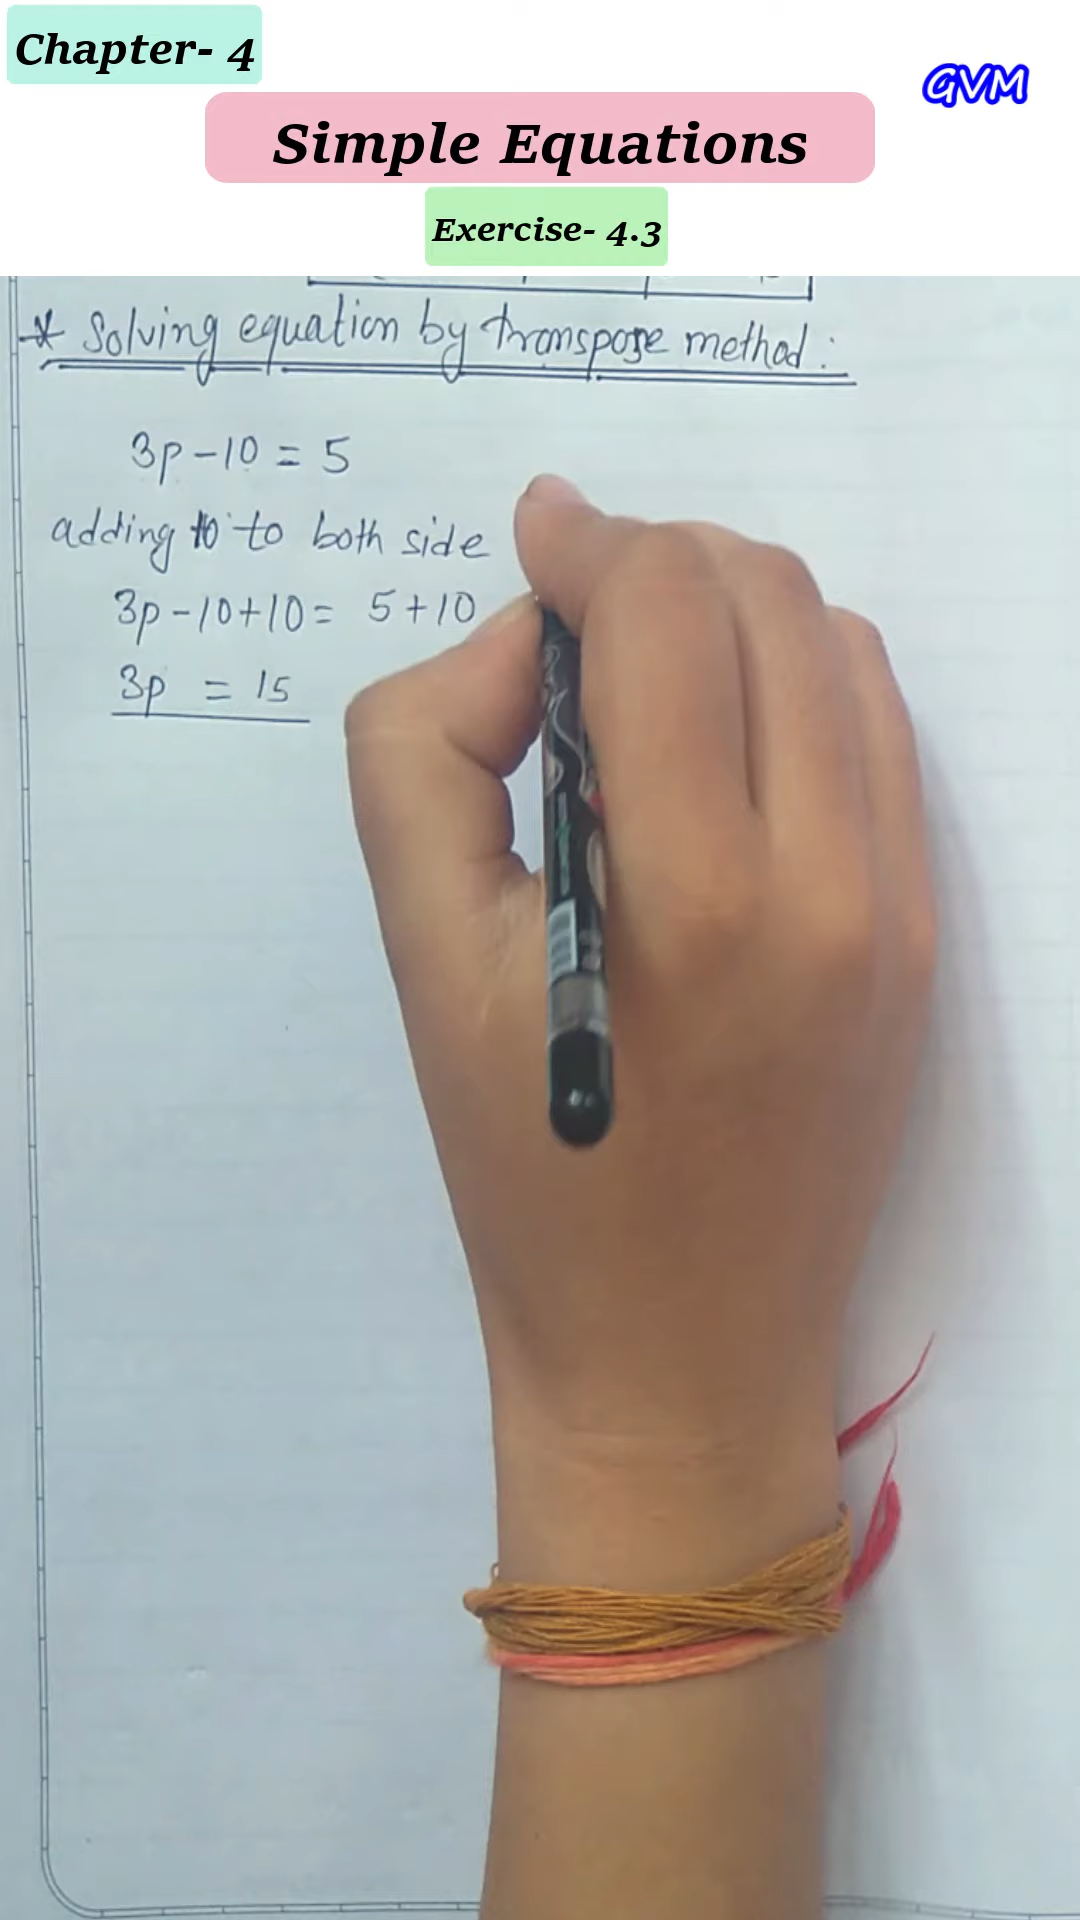 Chapter- 4
GVM
Simple Equations
Exercise- 4.3
* Solving equation by transpose method :
3p - 10 = 5
adding 10 to both side
3p - 10 + 10 = 5 + 10
3p = 15